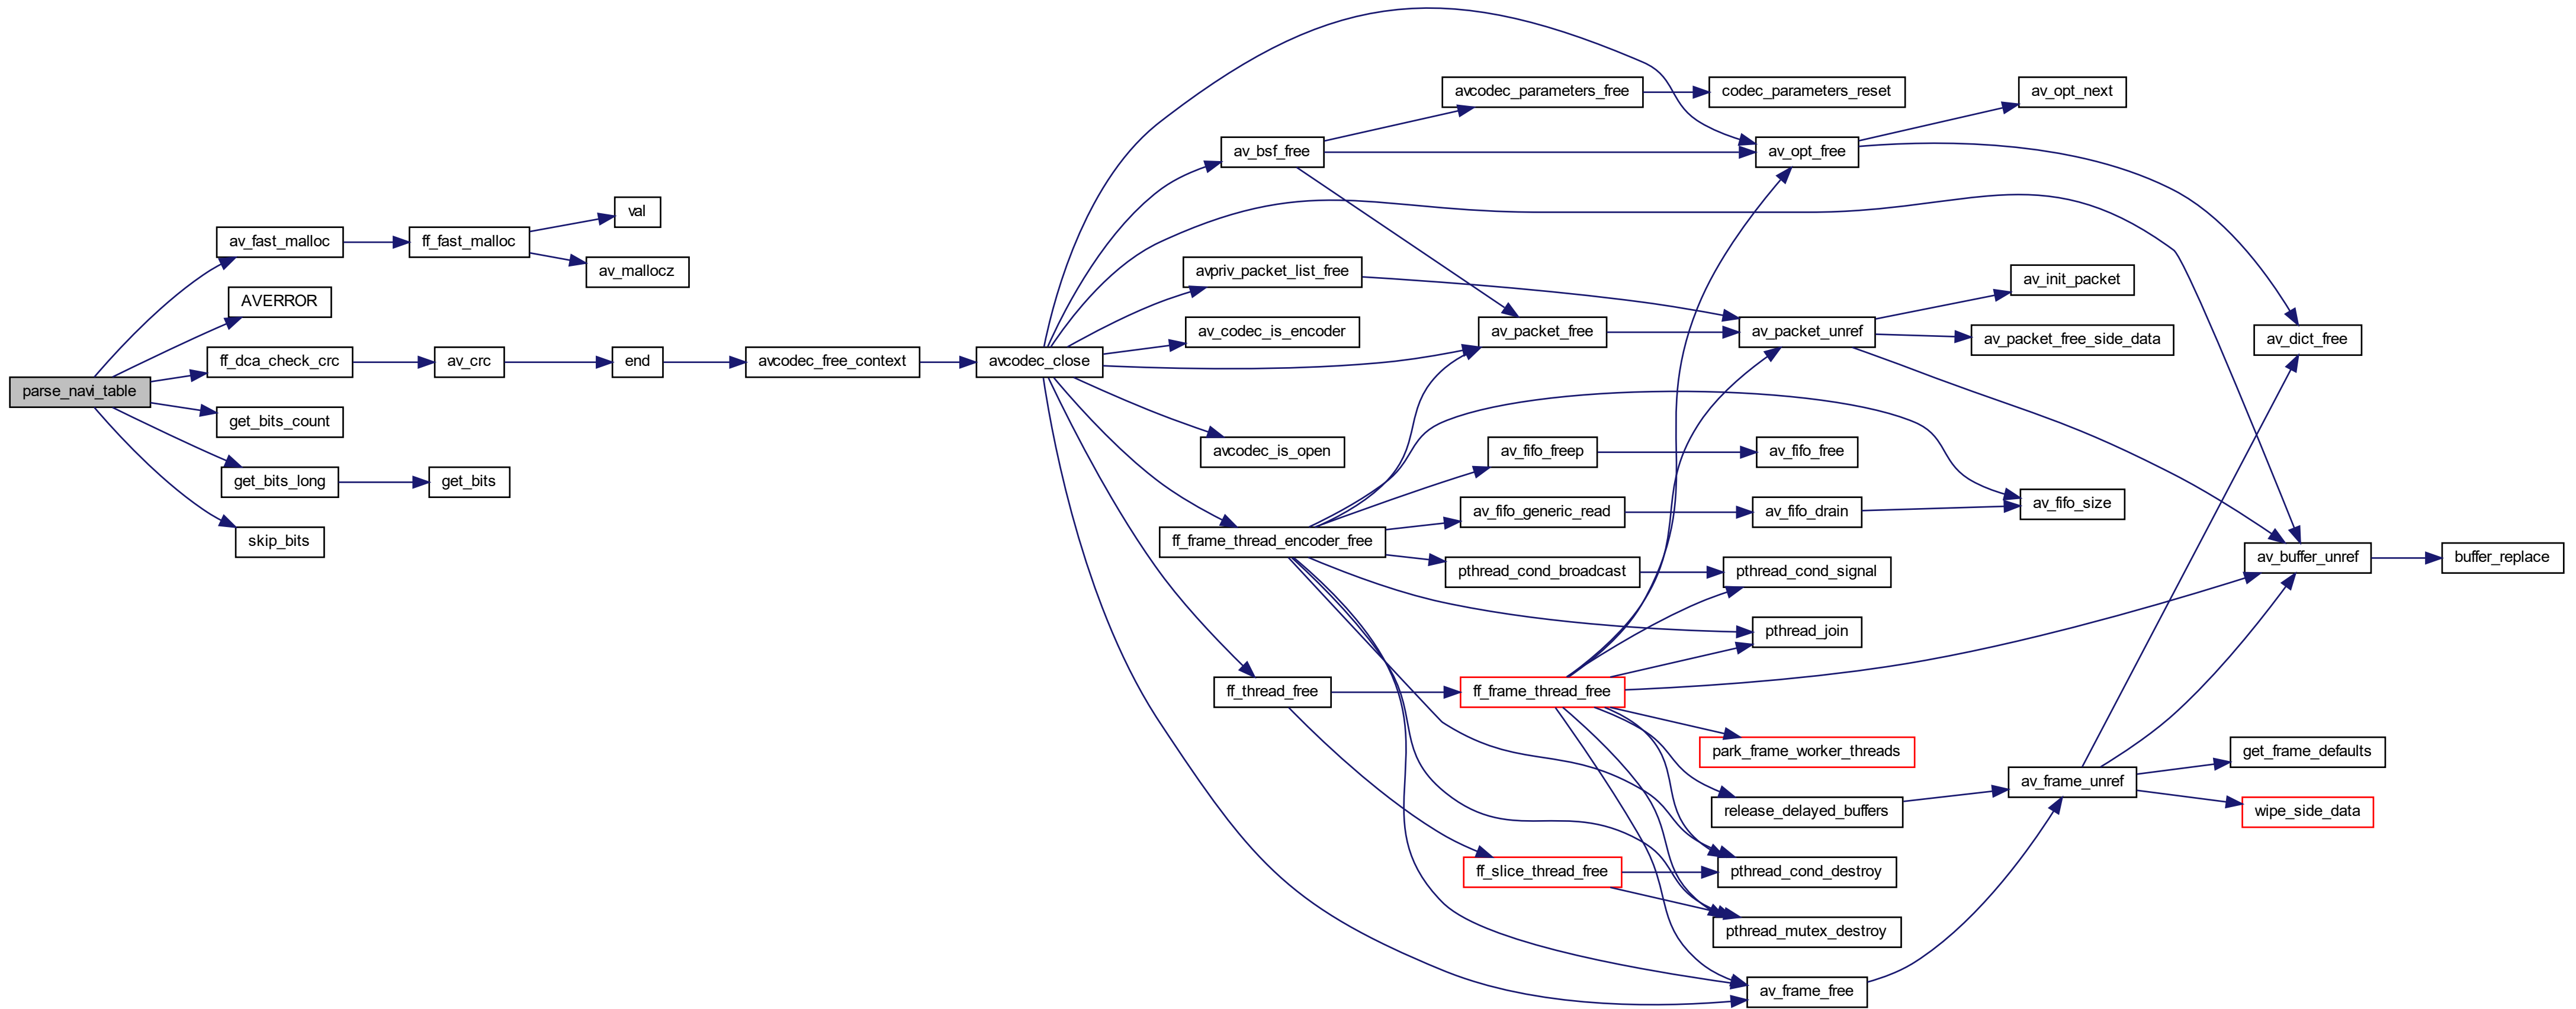 parse_navi_table
av_fast_malloc
AVERROR
ff_dca_check_crc
get_bits_count
get_bits_long
skip_bits
ff_fast_malloc
av_crc
get_bits
val
av_mallocz
end
avcodec_free_context
avcodec_close
av_bsf_free
avpriv_packet_list_free
av_codec_is_encoder
avcodec_is_open
ff_frame_thread_encoder_free
ff_thread_free
avcodec_parameters_free
av_packet_free
av_fifo_freep
av_fifo_generic_read
pthread_cond_broadcast
ff_frame_thread_free
ff_slice_thread_free
codec_parameters_reset
av_opt_free
av_packet_unref
av_fifo_free
av_fifo_drain
pthread_cond_signal
pthread_join
park_frame_worker_threads
release_delayed_buffers
pthread_cond_destroy
pthread_mutex_destroy
av_frame_free
av_opt_next
av_init_packet
av_packet_free_side_data
av_fifo_size
av_frame_unref
av_dict_free
av_buffer_unref
get_frame_defaults
wipe_side_data
buffer_replace